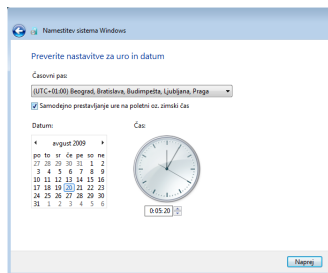 Namestitev sistema Windows
Preverite nastavitve za uro in datum
Časovni pas:
(UTC+01:00) Beograd, Bratislava, Budimpešta, Ljubljana, Praga
Samodejno prestavljanje ure na poletni oz. zimski čas
Datum:
Čas:
avgust 2009
po to sr če pe so ne
27 28 29 30 31 1 2
3 4 5 6 7 8 9
10 11 12 13 14 15 16
17 18 19 20 21 22 23
24 25 26 27 28 29 30
31 1 2 3 4 5 6
0:05:20
Naprej